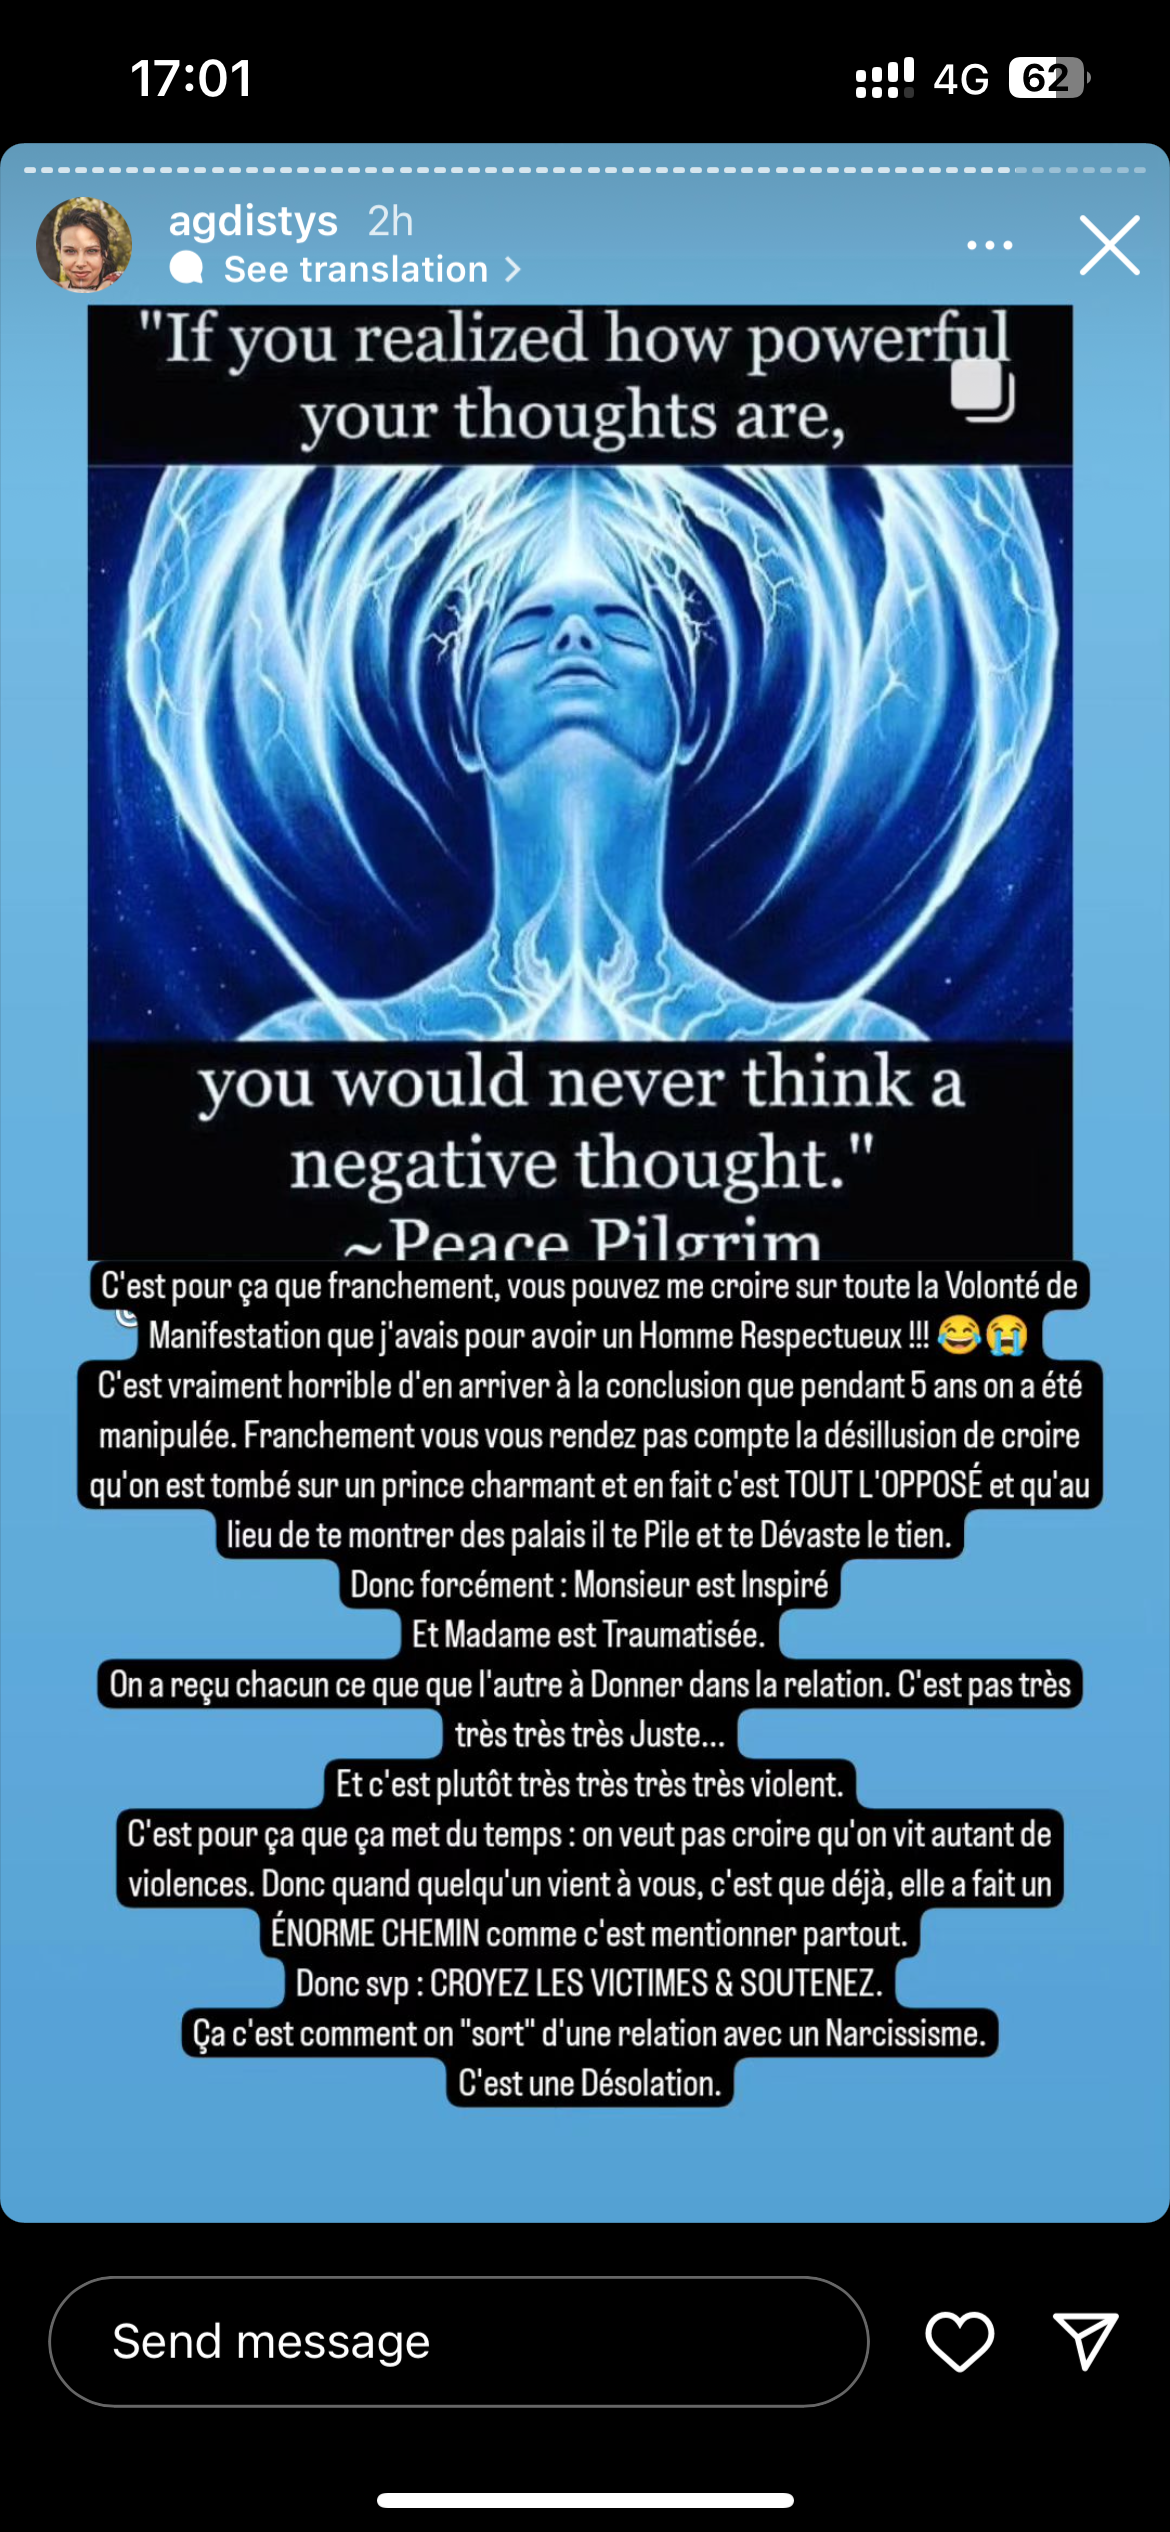 17:01
4G 62
agdistys 2h
See translation
"If you realized how powerful
your thoughts are,
you would never think a
negative thought."
~Peace Pilgrim
C'est pour ça que franchement, vous pouvez me croire sur toute la Volonté de
Manifestation que j'avais pour avoir un Homme Respectueux !!! 😂😭
C'est vraiment horrible d'en arriver à la conclusion que pendant 5 ans on a été
manipulée. Franchement vous vous rendez pas compte la désillusion de croire
qu'on est tombé sur un prince charmant et en fait c'est TOUT L'OPPOSÉ et qu'au
lieu de te montrer des palais il te Pile et te Dévaste le tien.
Donc forcément : Monsieur est Inspiré
Et Madame est Traumatisée.
On a reçu chacun ce que que l'autre à Donner dans la relation. C'est pas très
très très très Juste...
Et c'est plutôt très très très très violent.
C'est pour ça que ça met du temps : on veut pas croire qu'on vit autant de
violences. Donc quand quelqu'un vient à vous, c'est que déjà, elle a fait un
ÉNORME CHEMIN comme c'est mentionner partout.
Donc svp : CROYEZ LES VICTIMES & SOUTENEZ.
Ça c'est comment on "sort" d'une relation avec un Narcissisme.
C'est une Désolation.
Send message